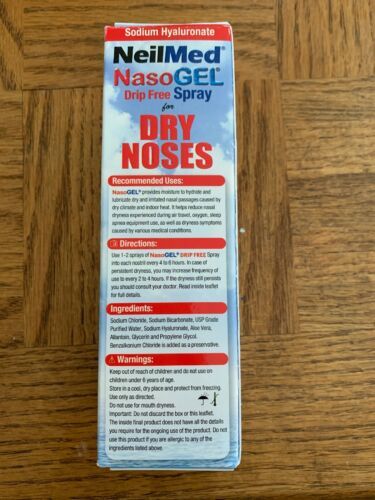 Sodium Hyaluronate
NeilMed®
NasoGEL®
Drip Free Spray
for
DRY
NOSES
Recommended Uses:
NasoGEL® provides moisture to hydrate and
lubricate dry and irritated nasal passages caused by
dry climate and indoor heat. It helps reduce nasal
dryness experienced during air travel, oxygen, sleep
apnea equipment use, as well as dryness symptoms
caused by various medical conditions.
Directions:
Use 1-2 sprays of NasoGEL® DRIP FREE Spray
into each nostril every 4 to 6 hours. In case of
persistent dryness, you may increase frequency of
use to every 2 to 4 hours. If the dryness still persists
you should consult your doctor. Read inside leaflet
for full details.
Ingredients:
Sodium Chloride, Sodium Bicarbonate, USP Grade
Purified Water, Sodium Hyaluronate, Aloe Vera,
Allantoin, Glycerin and Propylene Glycol.
Benzalkonium Chloride is added as a preservative.
Warnings:
Keep out of reach of children and do not use on
children under 6 years of age.
Store in a cool, dry place and protect from freezing.
Use only as directed.
Do not use for mouth dryness.
Important: Do not discard the box or this leaflet.
The inside final product does not have all the details
you require for the ongoing use of the product. Do not
use this product if you are allergic to any of the
ingredients listed above.